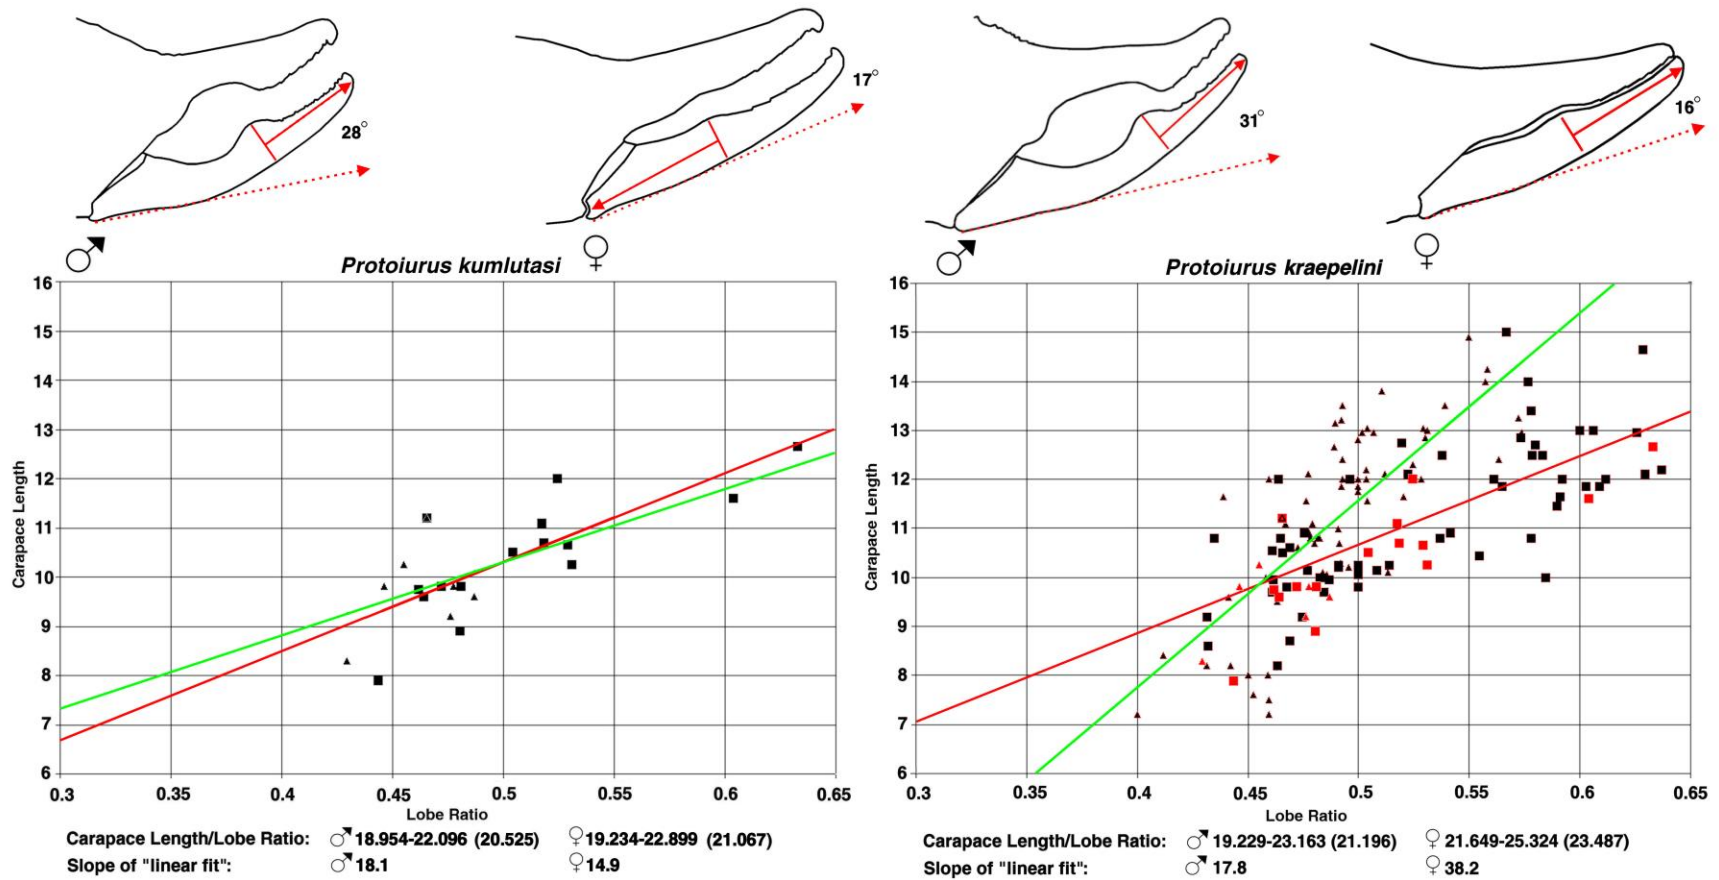 28°
17°
31°
16°
♂ Protoiurus kumlutasi ♀
♂ Protoiurus kraepelini ♀
16
15
14
13
12
11
10
9
8
7
6
Carapace Length
0.3 0.35 0.4 0.45 0.5 0.55 0.6 0.65
Lobe Ratio
Carapace Length/Lobe Ratio: ♂ 18.954-22.096 (20.525) ♀ 19.234-22.899 (21.067)
Slope of "linear fit": ♂ 18.1 ♀ 14.9
16
15
14
13
12
11
10
9
8
7
6
Carapace Length
0.3 0.35 0.4 0.45 0.5 0.55 0.6 0.65
Lobe Ratio
Carapace Length/Lobe Ratio: ♂ 19.229-23.163 (21.196) ♀ 21.649-25.324 (23.487)
Slope of "linear fit": ♂ 17.8 ♀ 38.2